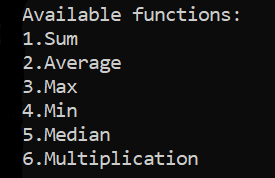 Available functions:
1.Sum
2.Average
3.Max
4.Min
5.Median
6.Multiplication